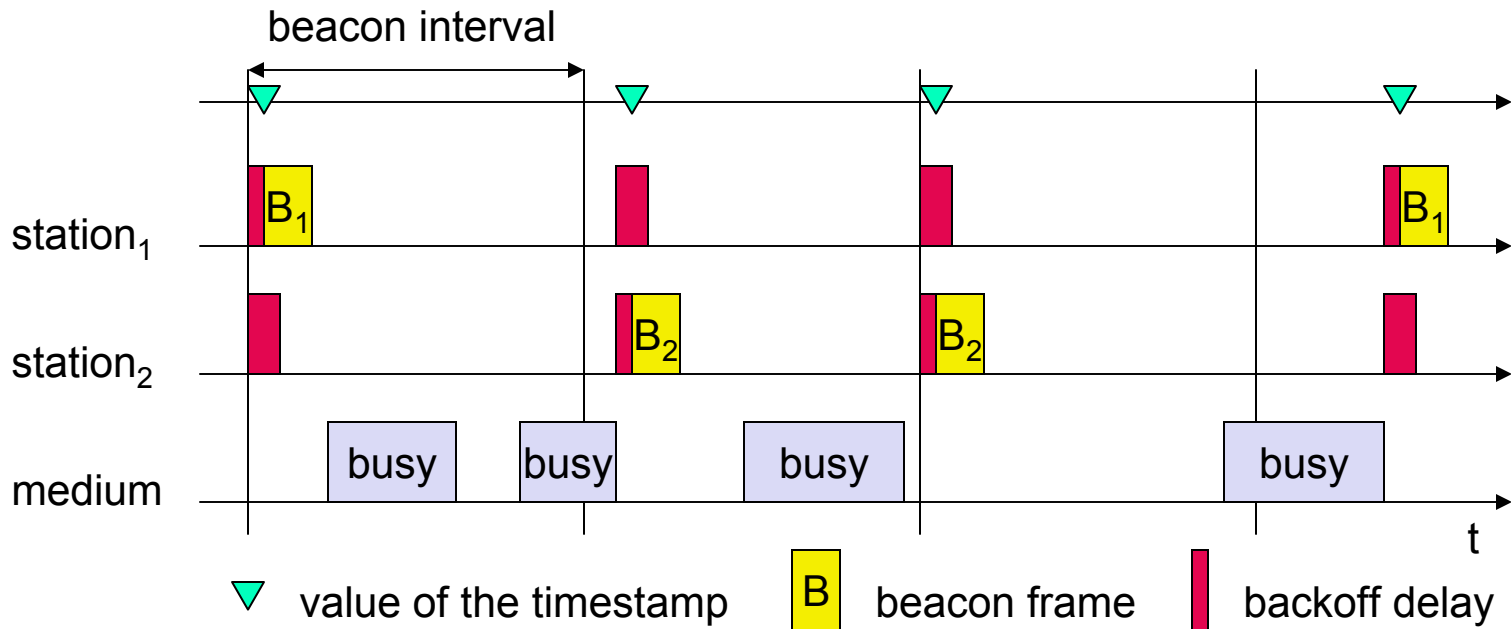 beacon interval
station₁ B₁ B₁
station₂ B₂ B₂
medium busy busy busy busy
t
value of the timestamp B beacon frame backoff delay